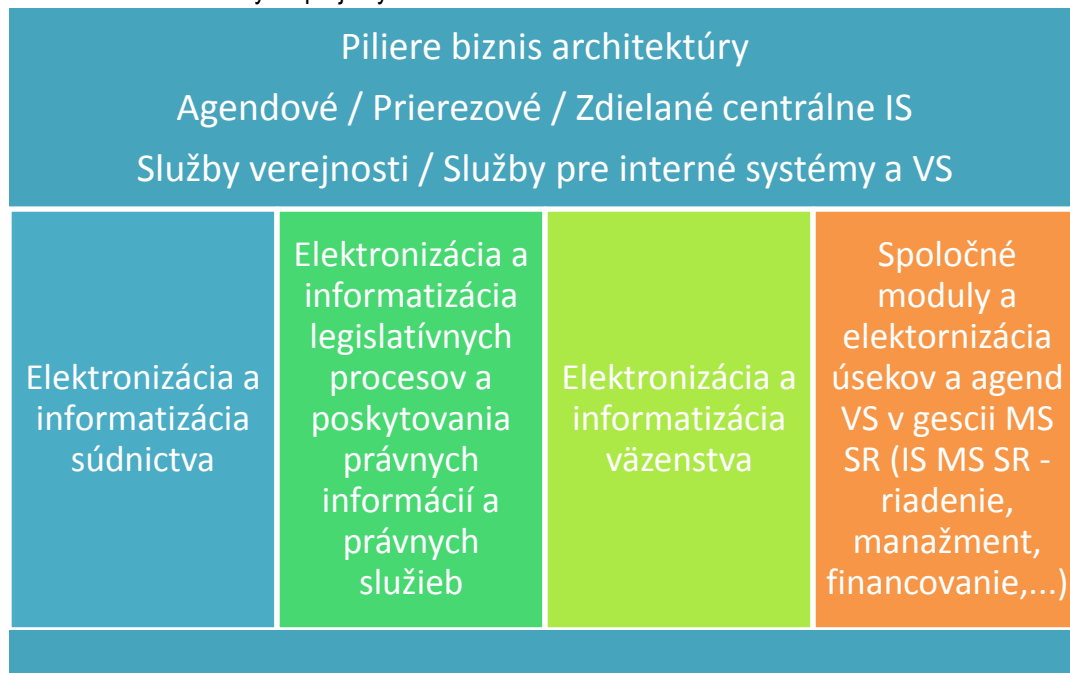 Piliere biznis architektúry
Agendové / Prierezové / Zdielané centrálne IS
Služby verejnosti / Služby pre interné systémy a VS
Elektronizácia a
informatizácia
súdnictva
Elektronizácia a
informatizácia
legislatívnych
procesov a
poskytovania
právnych
informácií a
právnych
služieb
Elektronizácia a
informatizácia
väzenstva
Spoločné
moduly a
elektornizácia
úsekov a agend
VS v gescii MS
SR (IS MS SR -
riadenie,
manažment,
financovanie,...)